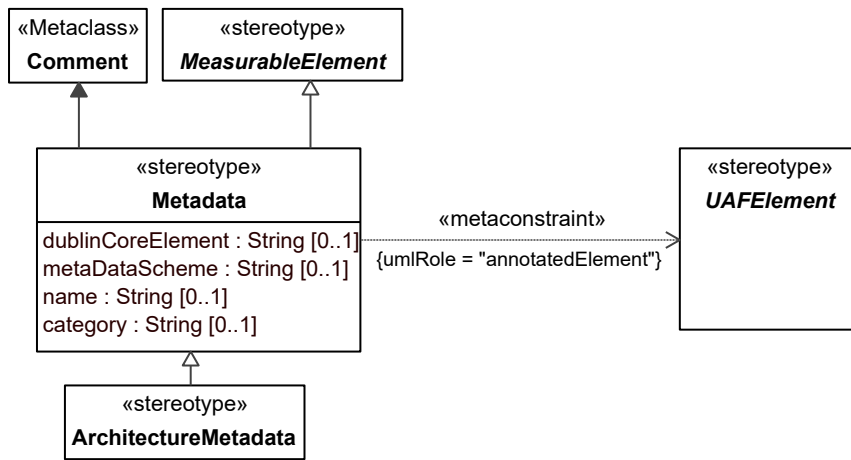 «Metaclass»
Comment
«stereotype»
MeasurableElement
«stereotype»
Metadata
dublinCoreElement : String [0..1]
metaDataScheme : String [0..1]
name : String [0..1]
category : String [0..1]
«metaconstraint»
{umlRole = "annotatedElement"}
«stereotype»
UAFElement
«stereotype»
ArchitectureMetadata